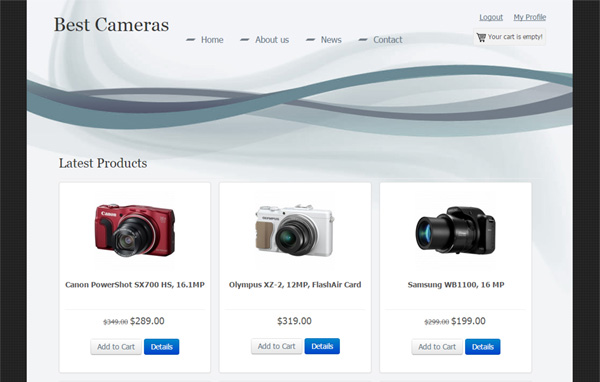 Best Cameras
Logout My Profile
Home About us News Contact
Your cart is empty!
Latest Products
Canon
OLYMPUS
Canon PowerShot SX700 HS, 16.1MP
Olympus XZ-2, 12MP, FlashAir Card
Samsung WB1100, 16 MP
$349.00 $289.00
$319.00
$299.00 $199.00
Add to Cart Details
Add to Cart Details
Add to Cart Details